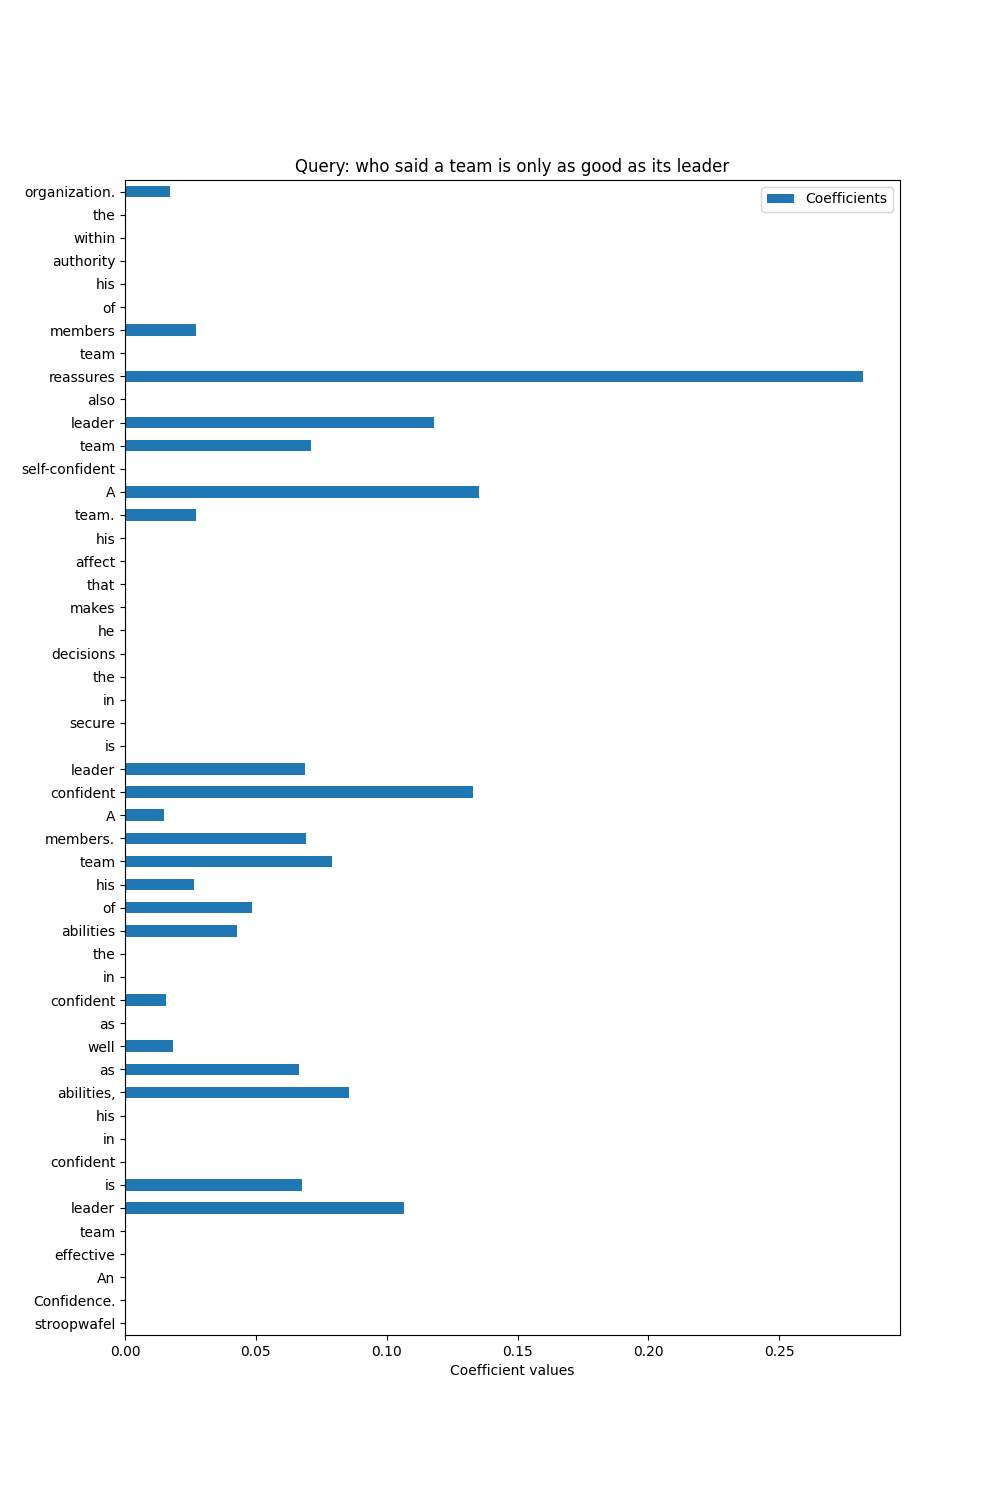 Query: who said a team is only as good as its leader
Coefficients
organization.
the
within
authority
his
of
members
team
reassures
also
leader
team
self-confident
A
team.
his
affect
that
makes
he
decisions
the
in
secure
is
leader
confident
A
members.
team
his
of
abilities
the
in
confident
as
well
as
abilities,
his
in
confident
is
leader
team
effective
An
Confidence.
stroopwafel
0.00 0.05 0.10 0.15 0.20 0.25
Coefficient values